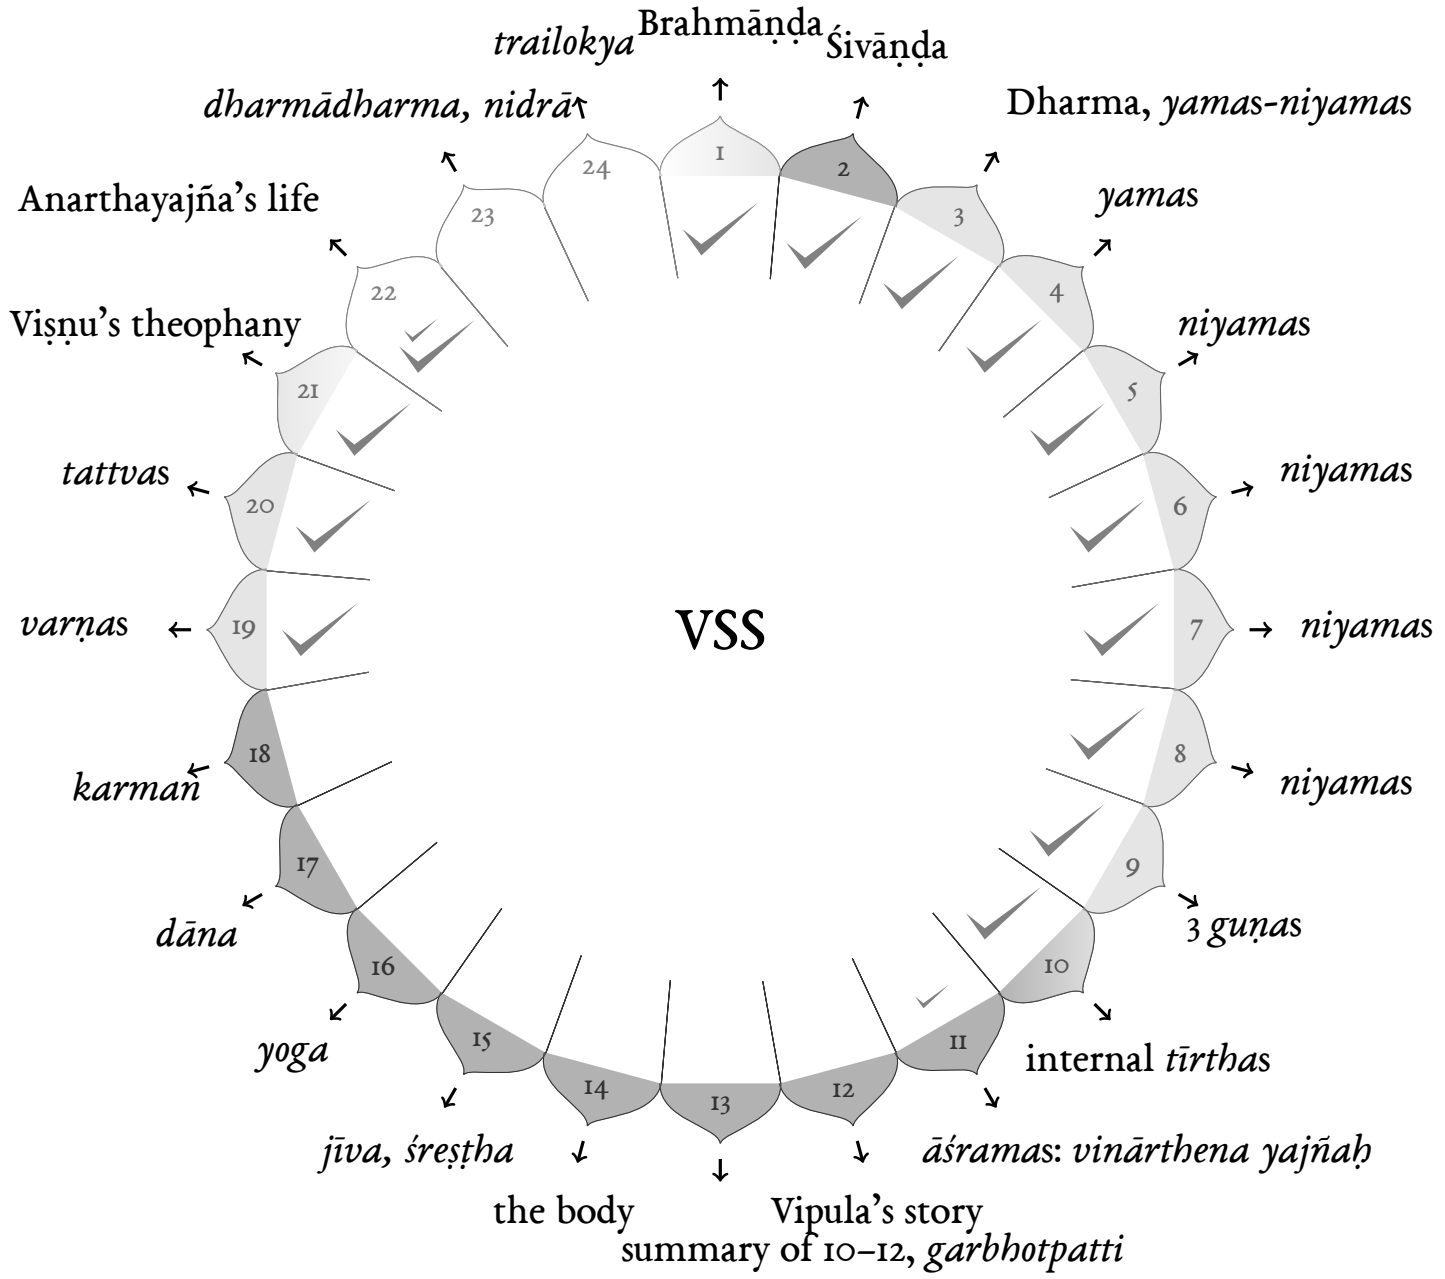 Brahmāṇḍa
trailokya
Śivāṇḍa
dharmādharma, nidrā
Dharma, yamas-niyamas
24
1
2
Anarthayajña’s life
23
3
yamas
22
4
Viṣṇu’s theophany
niyamas
21
5
tattvas
niyamas
20
6
varṇas
19
VSS
7
niyamas
18
8
karman
niyamas
17
9
dāna
3 guṇas
16
10
yoga
15
11
internal tīrthas
14
13
12
jīva, śreṣṭha
āśramas: vinārthena yajñaḥ
the body
Vipula’s story
summary of 10–12, garbhotpatti